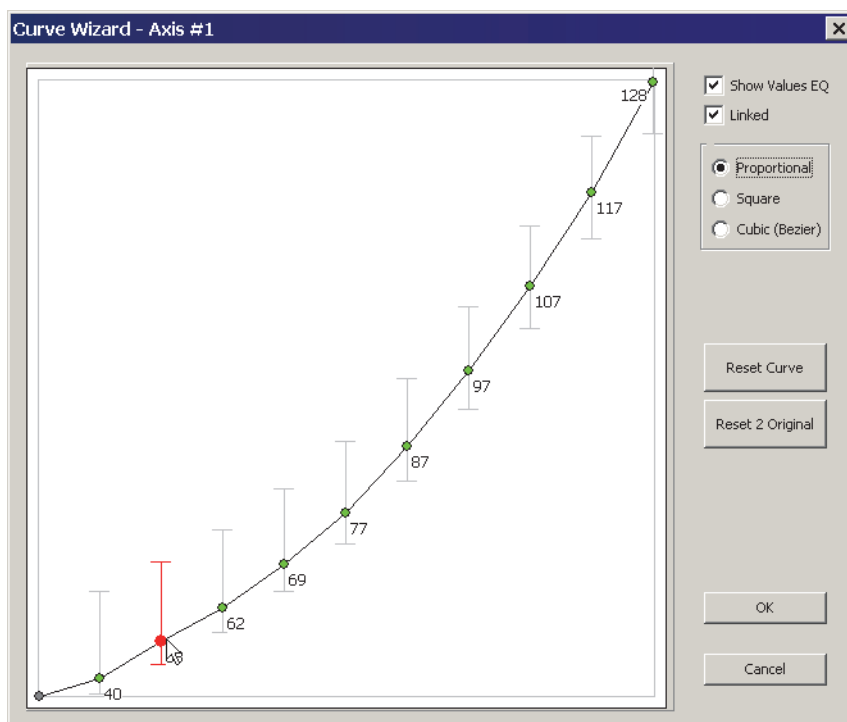 Curve Wizard - Axis #1
Show Values EQ
Linked
Proportional
Square
Cubic (Bezier)
128
117
107
97
87
77
69
62
40
Reset Curve
Reset 2 Original
OK
Cancel